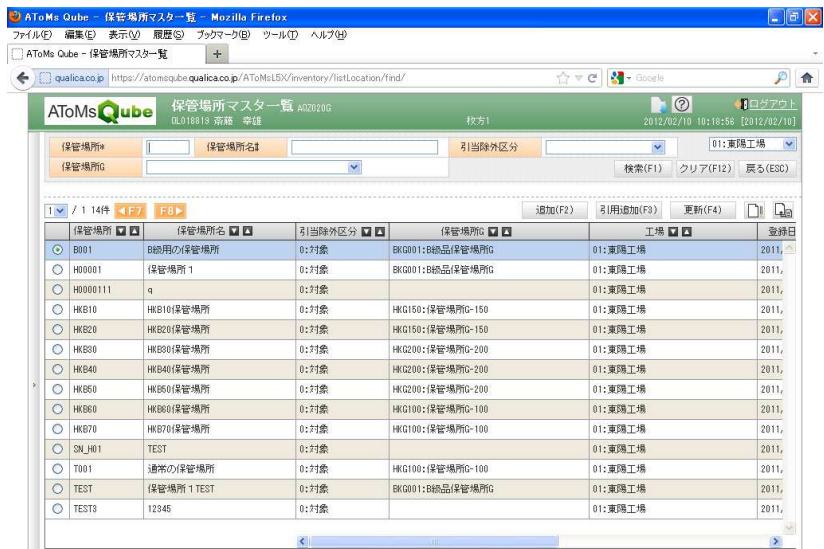 AToMs Qube - 保管場所マスター覧 - Mozilla Firefox
ファイル(F) 編集(E) 表示(V) 履歴(S) ブックマーク(B) ツール(T) ヘルプ(H)
AToMs Qube - 保管場所マスター覧 +
qualica.co.jp https://atomsqube.qualica.co.jp/AToMsL5X/inventory/listLocation/find/ Google
AToMs Qube 保管場所マスター覧 AQZ020G ? ログアウト
OL018813 斎藤 幸雄 枚方1 2012/02/10 10:18:56 [2012/02/10]
保管場所* 保管場所名‡ 引当除外区分 01:東陽工場
保管場所G 検索(F1) クリア(F12) 戻る(ESC)
1 / 1 14件 ◀F7 F8▶ 追加(F2) 引用追加(F3) 更新(F4)
保管場所 ▼ ▲ 保管場所名 ▼ ▲ 引当除外区分 ▼ ▲ 保管場所G ▼ ▲ 工場 ▼ ▲ 登録日
B001 B級用の保管場所 0:対象 BKG001:B級品保管場所G 01:東陽工場 2011,
H00001 保管場所1 0:対象 BKG001:B級品保管場所G 01:東陽工場 2011,
H0000111 q 0:対象 01:東陽工場 2011,
HKB10 HKB10保管場所 0:対象 HKG150:保管場所G-150 01:東陽工場 2011,
HKB20 HKB20保管場所 0:対象 HKG150:保管場所G-150 01:東陽工場 2011,
HKB30 HKB30保管場所 0:対象 HKG200:保管場所G-200 01:東陽工場 2011,
HKB40 HKB40保管場所 0:対象 HKG200:保管場所G-200 01:東陽工場 2011,
HKB50 HKB50保管場所 0:対象 HKG200:保管場所G-200 01:東陽工場 2011,
HKB60 HKB60保管場所 0:対象 HKG100:保管場所G-100 01:東陽工場 2011,
HKB70 HKB70保管場所 0:対象 HKG100:保管場所G-100 01:東陽工場 2011,
SN_H01 TEST 0:対象 01:東陽工場 2011,
T001 通常の保管場所 0:対象 HKG100:保管場所G-100 01:東陽工場 2011,
TEST 保管場所1TEST 0:対象 BKG001:B級品保管場所G 01:東陽工場 2011,
TEST3 12345 0:対象 01:東陽工場 2011,